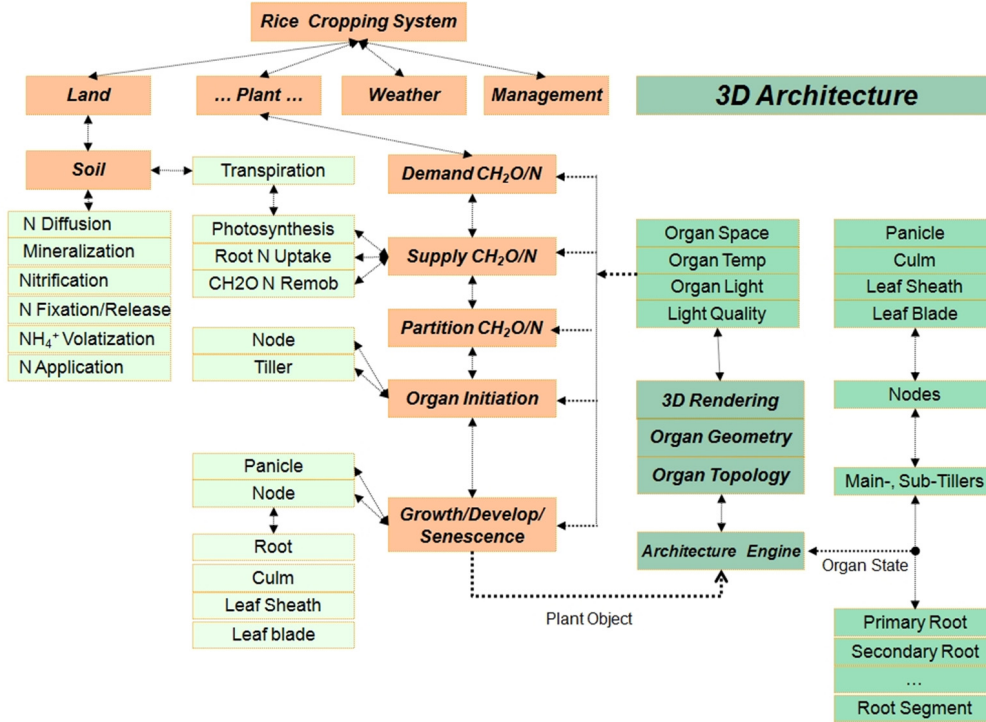 Rice Cropping System
Land
... Plant ...
Weather
Management
3D Architecture
Soil
Transpiration
Demand CH₂O/N
N Diffusion
Mineralization
Nitrification
N Fixation/Release
NH₄⁺ Volatization
N Application
Photosynthesis
Root N Uptake
CH2O N Remob
Supply CH₂O/N
Partition CH₂O/N
Node
Tiller
Organ Initiation
Panicle
Node
Growth/Develop/
Senescence
Root
Culm
Leaf Sheath
Leaf blade
Plant Object
Organ Space
Organ Temp
Organ Light
Light Quality
3D Rendering
Organ Geometry
Organ Topology
Architecture Engine
Organ State
Panicle
Culm
Leaf Sheath
Leaf Blade
Nodes
Main-, Sub-Tillers
Primary Root
Secondary Root
...
Root Segment